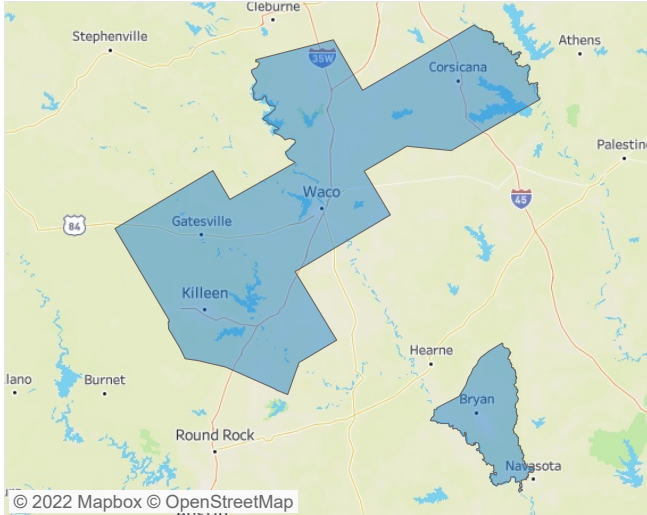 Cleburne
Stephenville
35W
Athens
Corsicana
Palestine
Waco
45
84
Gatesville
Killeen
Hearne
Burnet
Bryan
Round Rock
Navasota
© 2022 Mapbox © OpenStreetMap